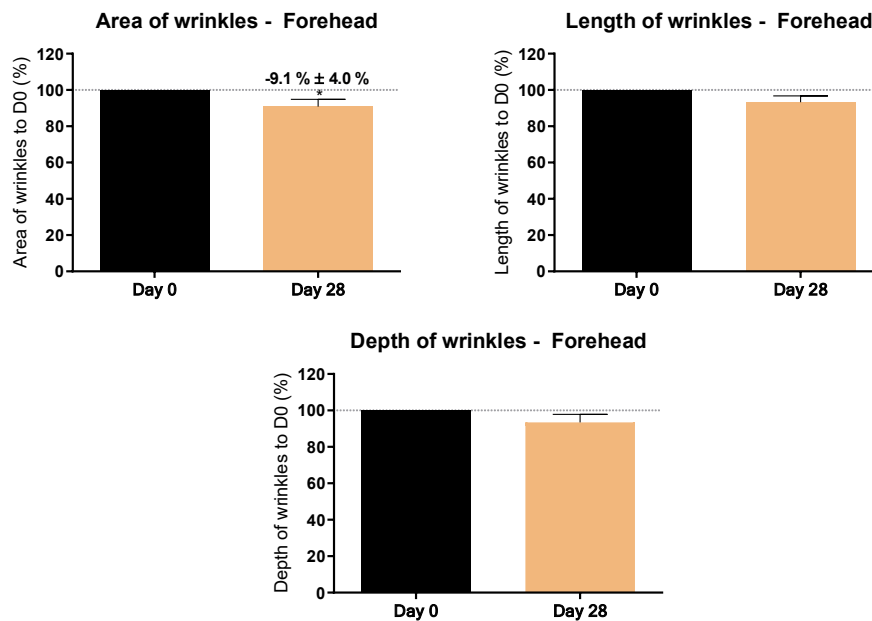 Area of wrinkles - Forehead
Area of wrinkles to D0 (%)
120
100
80
60
40
20
0
-9.1 % ± 4.0 %
*
Day 0
Day 28
Length of wrinkles - Forehead
Length of wrinkles to D0 (%)
120
100
80
60
40
20
0
Day 0
Day 28
Depth of wrinkles - Forehead
Depth of wrinkles to D0 (%)
120
100
80
60
40
20
0
Day 0
Day 28